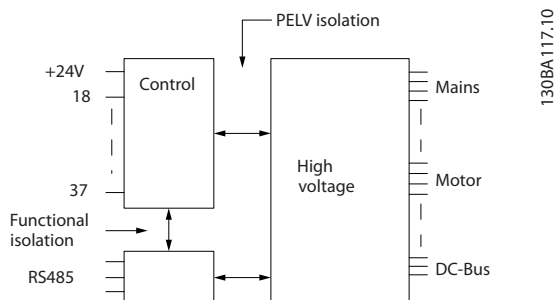 PELV isolation
130BA117.10
+24V
Control
Mains
18
High
voltage
Motor
37
Functional
isolation
RS485
DC-Bus